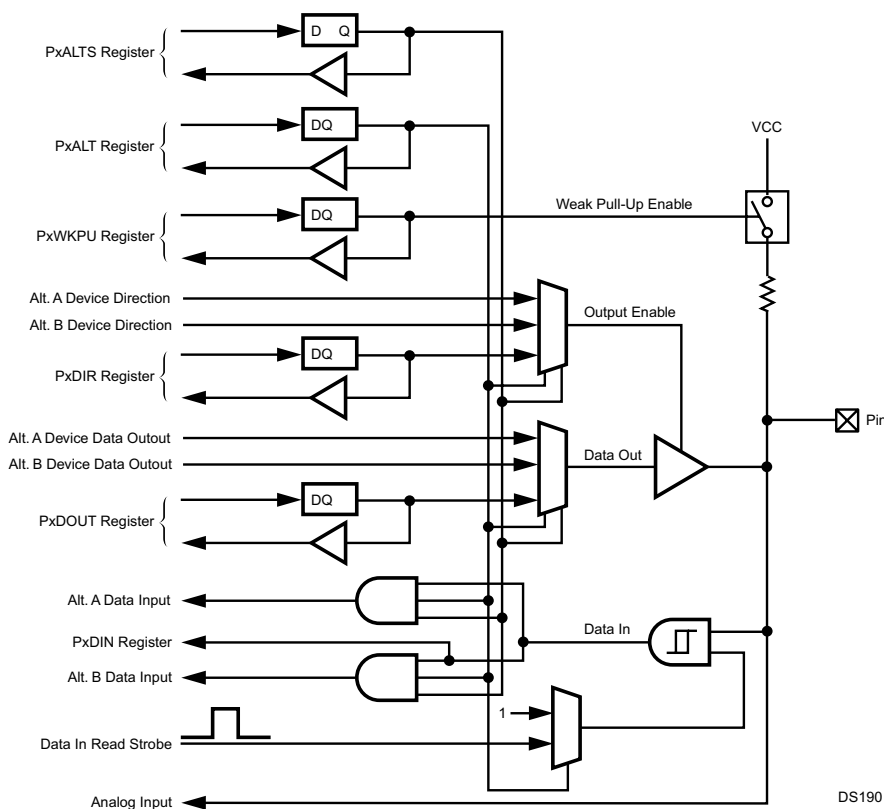 PxALTS Register
D Q
PxALT Register
DQ
VCC
PxWKPU Register
DQ
Weak Pull-Up Enable
Alt. A Device Direction
Output Enable
Alt. B Device Direction
PxDIR Register
DQ
Pin
Alt. A Device Data Outout
Alt. B Device Data Outout
Data Out
PxDOUT Register
DQ
Alt. A Data Input
Data In
PxDIN Register
Alt. B Data Input
1
Data In Read Strobe
Analog Input
DS190